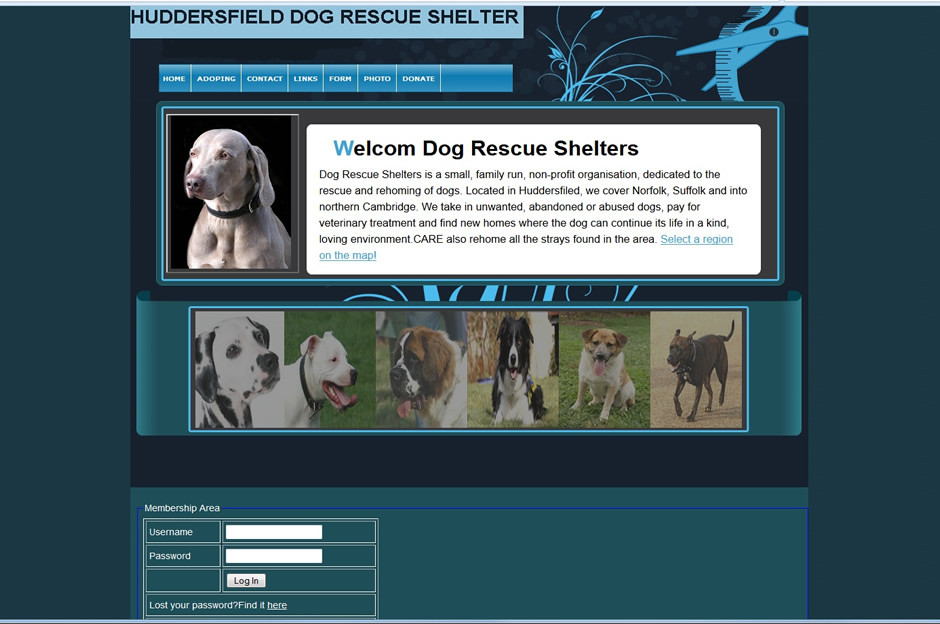 HUDDERSFIELD DOG RESCUE SHELTER
HOME ADOPING CONTACT LINKS FORM PHOTO DONATE
Welcom Dog Rescue Shelters
Dog Rescue Shelters is a small, family run, non-profit organisation, dedicated to the
rescue and rehoming of dogs. Located in Huddersfiled, we cover Norfolk, Suffolk and into
northern Cambridge. We take in unwanted, abandoned or abused dogs, pay for
veterinary treatment and find new homes where the dog can continue its life in a kind,
loving environment.CARE also rehome all the strays found in the area. Select a region
on the map!
Membership Area
Username
Password
Log In
Lost your password?Find it here